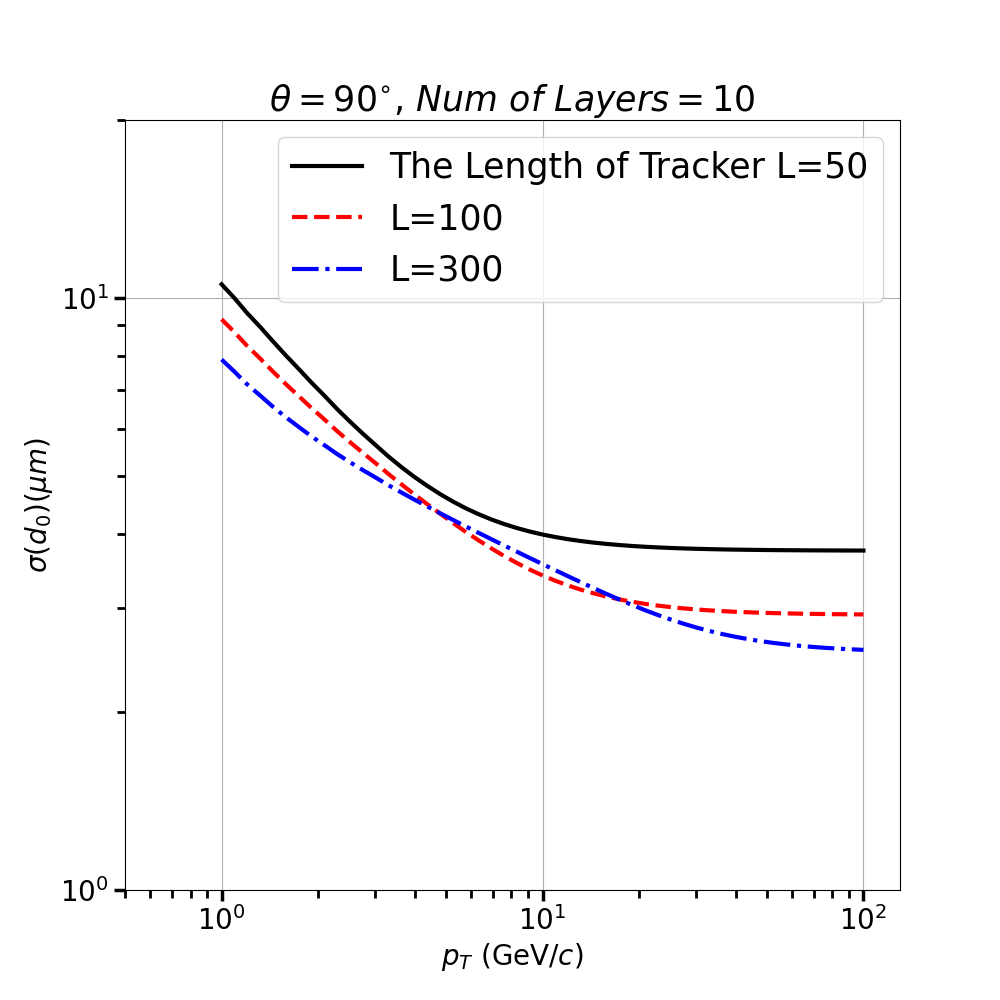 θ = 90°, Num of Layers = 10
The Length of Tracker L=50
L=100
L=300
10¹
10⁰
σ(d₀)(μm)
10⁰ 10¹ 10²
p_T (GeV/c)